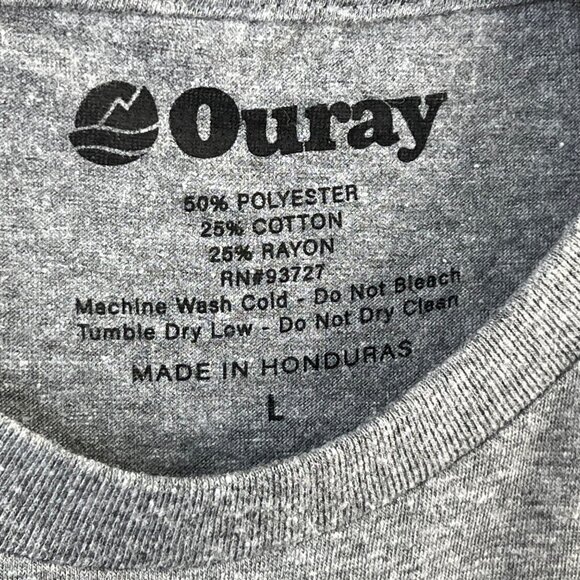 Ouray
50% POLYESTER
25% COTTON
25% RAYON
RN#93727
Machine Wash Cold - Do Not Bleach
Tumble Dry Low - Do Not Dry Clean
MADE IN HONDURAS
L